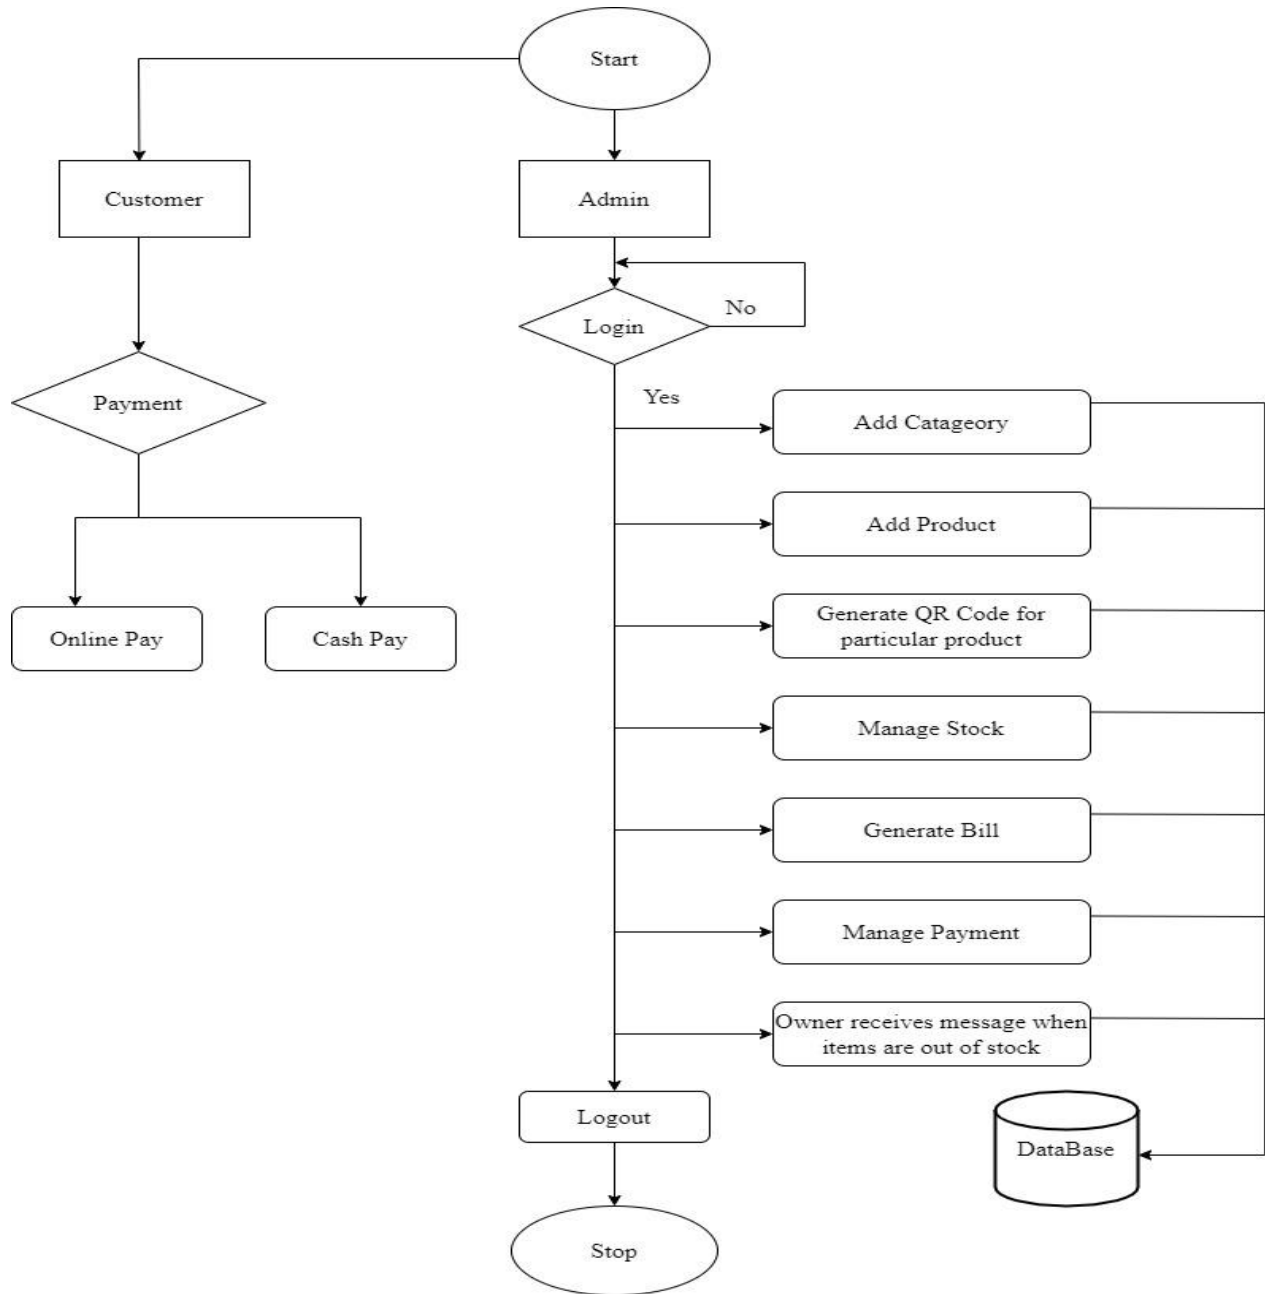 Start
Customer
Admin
Login
No
Payment
Yes
Add Catageory
Add Product
Online Pay
Cash Pay
Generate QR Code for
particular product
Manage Stock
Generate Bill
Manage Payment
Owner receives message when
items are out of stock
Logout
DataBase
Stop